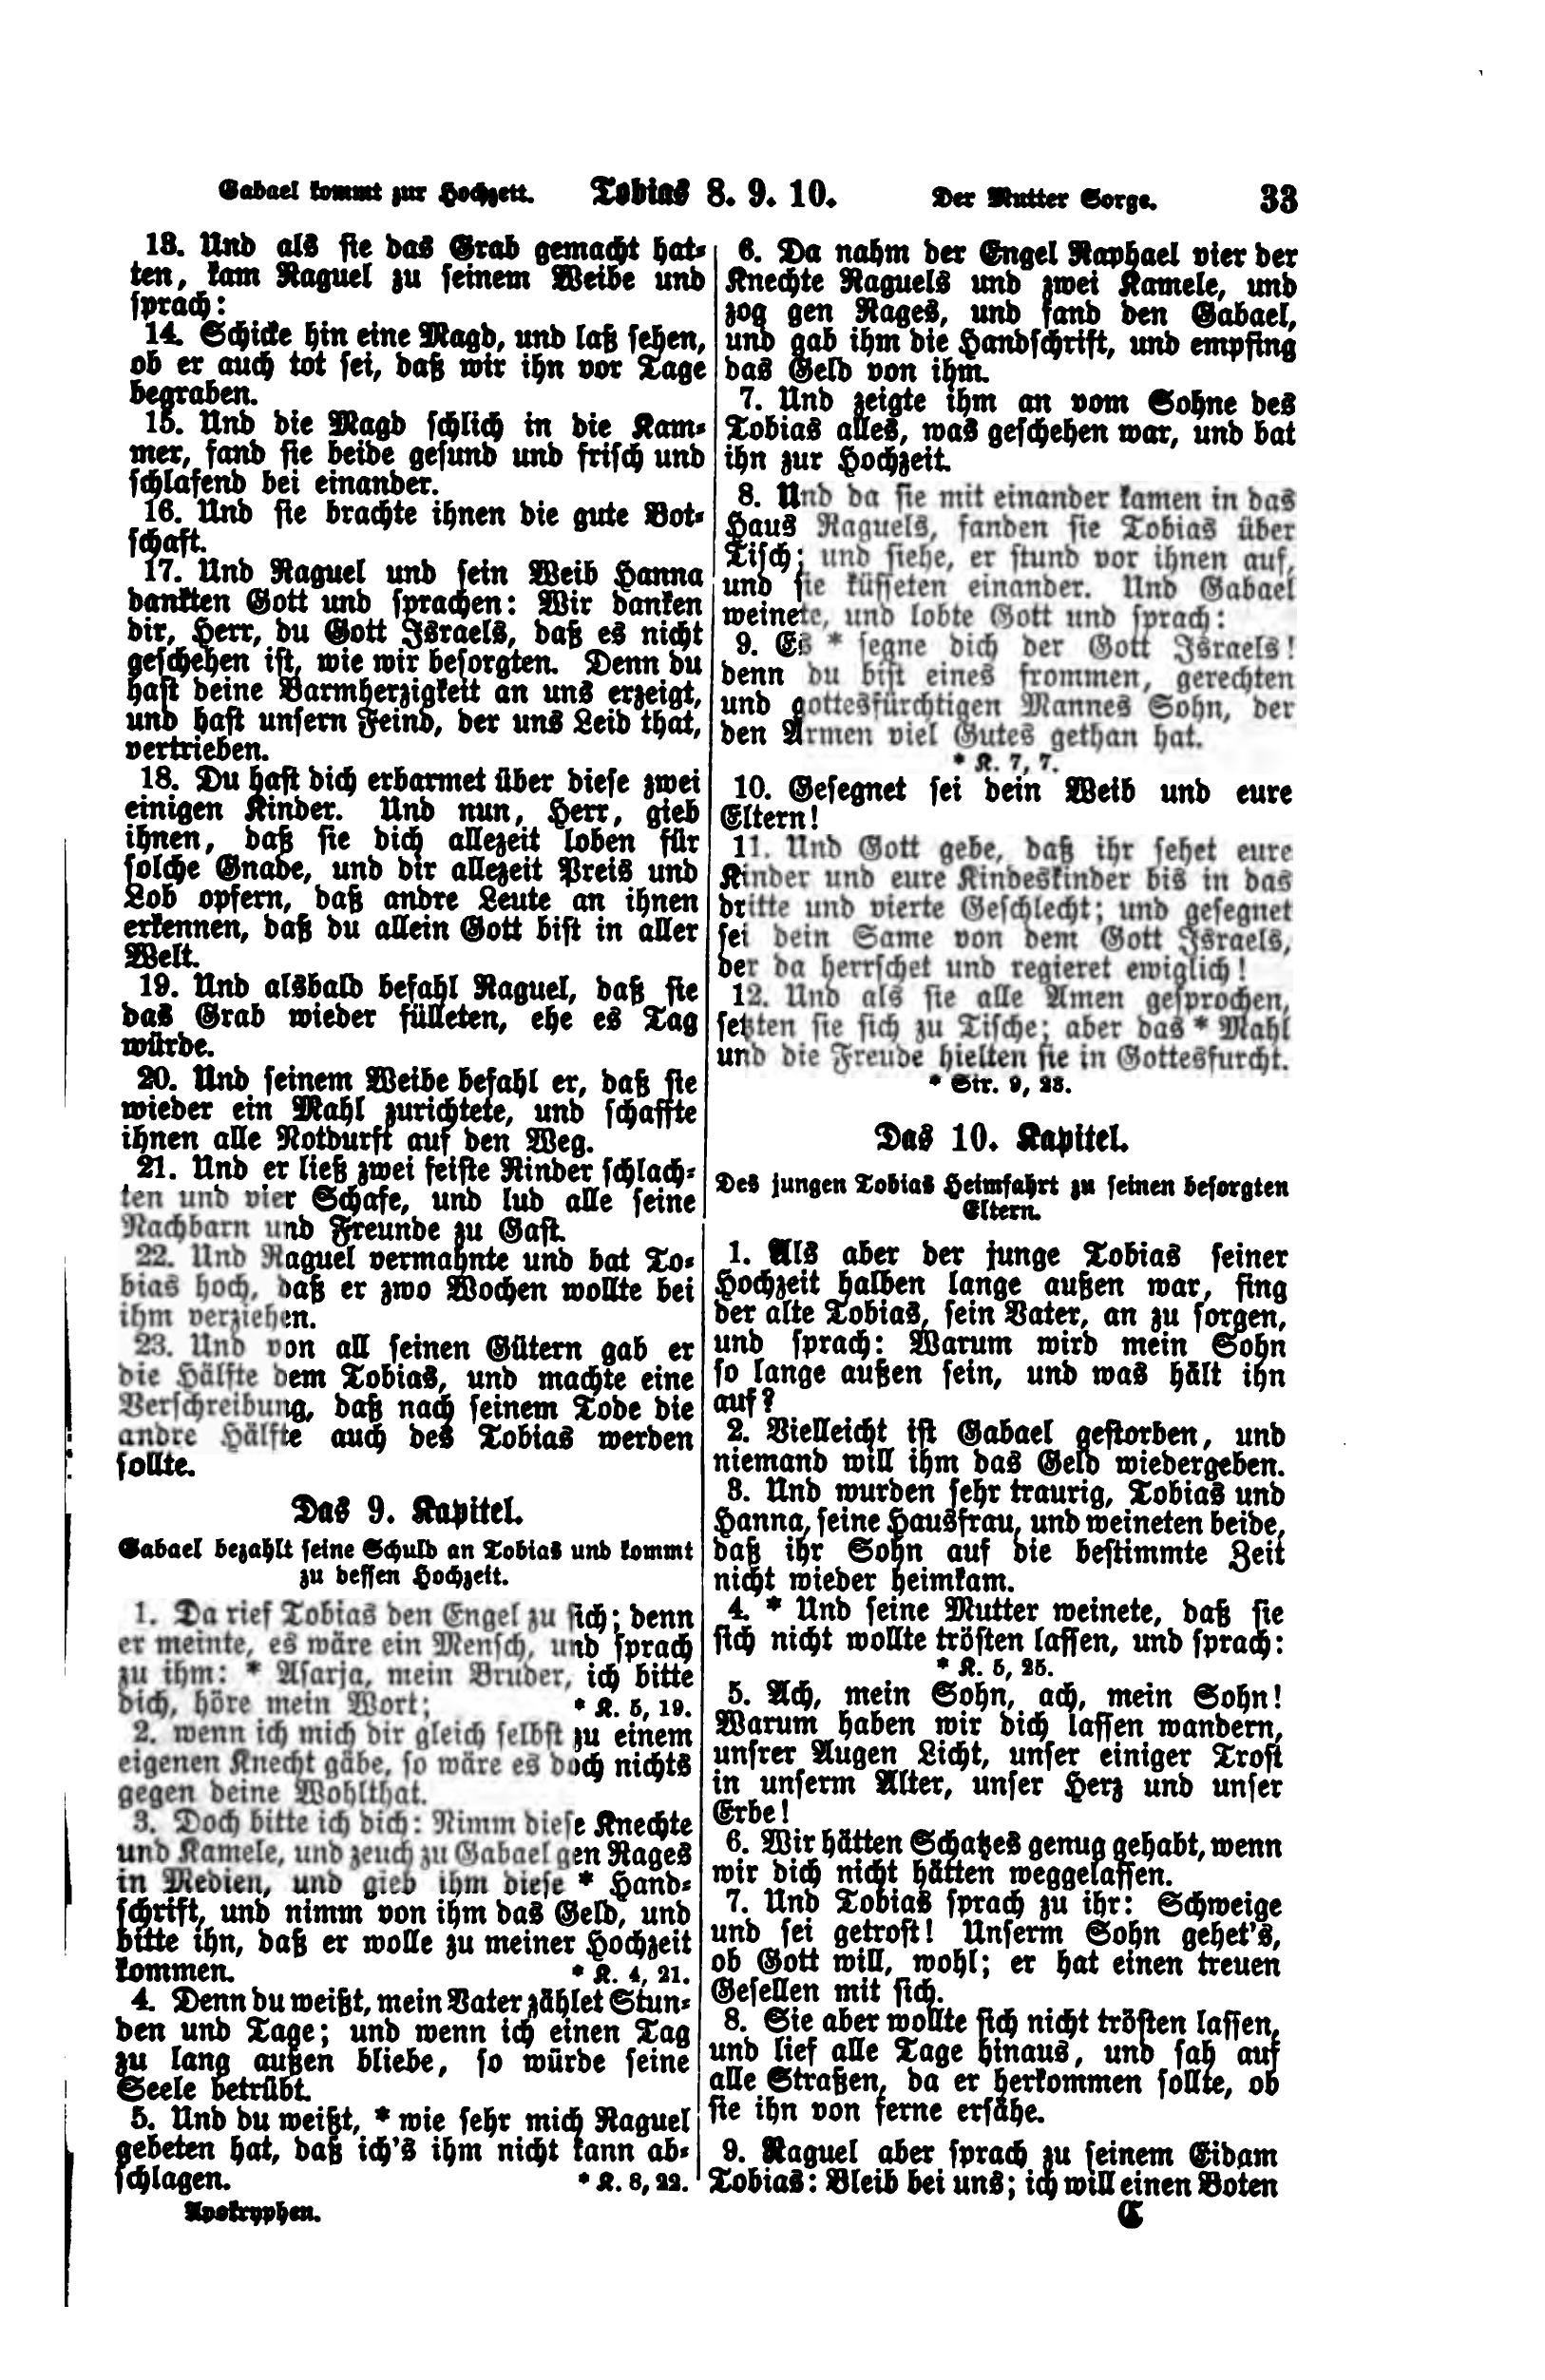 Gabael kommt zur Hochzeit. Tobias 8. 9. 10. Der Mutter Sorge. 33
13. Und als sie das Grab gemacht hat-
ten, kam Raguel zu seinem Weibe und
sprach:
14. Schicke hin eine Magd, und laß sehen,
ob er auch tot sei, daß wir ihn vor Tage
begraben.
15. Und die Magd schlich in die Kam-
mer, fand sie beide gesund und frisch und
schlafend bei einander.
16. Und sie brachte ihnen die gute Bot-
schaft.
17. Und Raguel und sein Weib Hanna
dankten Gott und sprachen: Wir danken
dir, Herr, du Gott Israels, daß es nicht
geschehen ist, wie wir besorgten. Denn du
hast deine Barmherzigkeit an uns erzeigt,
und hast unsern Feind, der uns Leid that,
vertrieben.
18. Du hast dich erbarmet über diese zwei
einigen Kinder. Und nun, Herr, gieb
ihnen, daß sie dich allezeit loben für
solche Gnade, und dir allezeit Preis und
Lob opfern, daß andre Leute an ihnen
erkennen, daß du allein Gott bist in aller
Welt.
19. Und alsbald befahl Raguel, daß sie
das Grab wieder fülleten, ehe es Tag
würde.
20. Und seinem Weibe befahl er, daß sie
wieder ein Mahl zurichtete, und schaffte
ihnen alle Notdurft auf den Weg.
21. Und er ließ zwei feiste Rinder schlach-
ten und vier Schafe, und lud alle seine
Nachbarn und Freunde zu Gast.
22. Und Raguel vermahnte und bat To-
bias hoch, daß er zwo Wochen wollte bei
ihm verziehen.
23. Und von all seinen Gütern gab er
die Hälfte dem Tobias, und machte eine
Verschreibung, daß nach seinem Tode die
andre Hälfte auch des Tobias werden
sollte.
Das 9. Kapitel.
Gabael bezahlt seine Schuld an Tobias und kommt
zu dessen Hochzeit.
1. Da rief Tobias den Engel zu sich; denn
er meinte, es wäre ein Mensch, und sprach
zu ihm: * Asarja, mein Bruder, ich bitte
dich, höre mein Wort; * K. 5, 19.
2. wenn ich mich dir gleich selbst zu einem
eigenen Knecht gäbe, so wäre es doch nichts
gegen deine Wohlthat.
3. Doch bitte ich dich: Nimm diese Knechte
und Kamele, und zeuch zu Gabael gen Rages
in Medien, und gieb ihm diese * Hand-
schrift, und nimm von ihm das Geld, und
bitte ihn, daß er wolle zu meiner Hochzeit
kommen. * K. 4, 21.
4. Denn du weißt, mein Vater zählet Stun-
den und Tage; und wenn ich einen Tag
zu lang außen bliebe, so würde seine
Seele betrübt.
5. Und du weißt, * wie sehr mich Raguel
gebeten hat, daß ich's ihm nicht kann ab-
schlagen. * K. 8, 22.
Apokryphen.
6. Da nahm der Engel Raphael vier der
Knechte Raguels und zwei Kamele, und
zog gen Rages, und fand den Gabael,
und gab ihm die Handschrift, und empfing
das Geld von ihm.
7. Und zeigte ihm an vom Sohne des
Tobias alles, was geschehen war, und bat
ihn zur Hochzeit.
8. Und da sie mit einander kamen in das
Haus Raguels, fanden sie Tobias über
Tisch; und siehe, er stund vor ihnen auf,
und sie küsseten einander. Und Gabael
weinete, und lobte Gott und sprach:
9. Es * segne dich der Gott Israels!
denn du bist eines frommen, gerechten
und gottesfürchtigen Mannes Sohn, der
den Armen viel Gutes gethan hat.
* K. 7, 7.
10. Gesegnet sei dein Weib und eure
Eltern!
11. Und Gott gebe, daß ihr sehet eure
Kinder und eure Kindeskinder bis in das
dritte und vierte Geschlecht; und gesegnet
sei dein Same von dem Gott Israels,
der da herrschet und regieret ewiglich!
12. Und als sie alle Amen gesprochen,
setzten sie sich zu Tische; aber das * Mahl
und die Freude hielten sie in Gottesfurcht.
* Sir. 9, 23.
Das 10. Kapitel.
Des jungen Tobias Heimfahrt zu seinen besorgten
Eltern.
1. Als aber der junge Tobias seiner
Hochzeit halben lange außen war, fing
der alte Tobias, sein Vater, an zu sorgen,
und sprach: Warum wird mein Sohn
so lange außen sein, und was hält ihn
auf?
2. Vielleicht ist Gabael gestorben, und
niemand will ihm das Geld wiedergeben.
3. Und wurden sehr traurig, Tobias und
Hanna, seine Hausfrau, und weineten beide,
daß ihr Sohn auf die bestimmte Zeit
nicht wieder heimkam.
4. * Und seine Mutter weinete, daß sie
sich nicht wollte trösten lassen, und sprach:
* K. 5, 25.
5. Ach, mein Sohn, ach, mein Sohn!
Warum haben wir dich lassen wandern,
unsrer Augen Licht, unser einiger Trost
in unserm Alter, unser Herz und unser
Erbe!
6. Wir hätten Schatzes genug gehabt, wenn
wir dich nicht hätten weggelassen.
7. Und Tobias sprach zu ihr: Schweige
und sei getrost! Unserm Sohn gehet's,
ob Gott will, wohl; er hat einen treuen
Gesellen mit sich.
8. Sie aber wollte sich nicht trösten lassen,
und lief alle Tage hinaus, und sah auf
alle Straßen, da er herkommen sollte, ob
sie ihn von ferne ersähe.
9. Raguel aber sprach zu seinem Eidam
Tobias: Bleib bei uns; ich will einen Boten
C